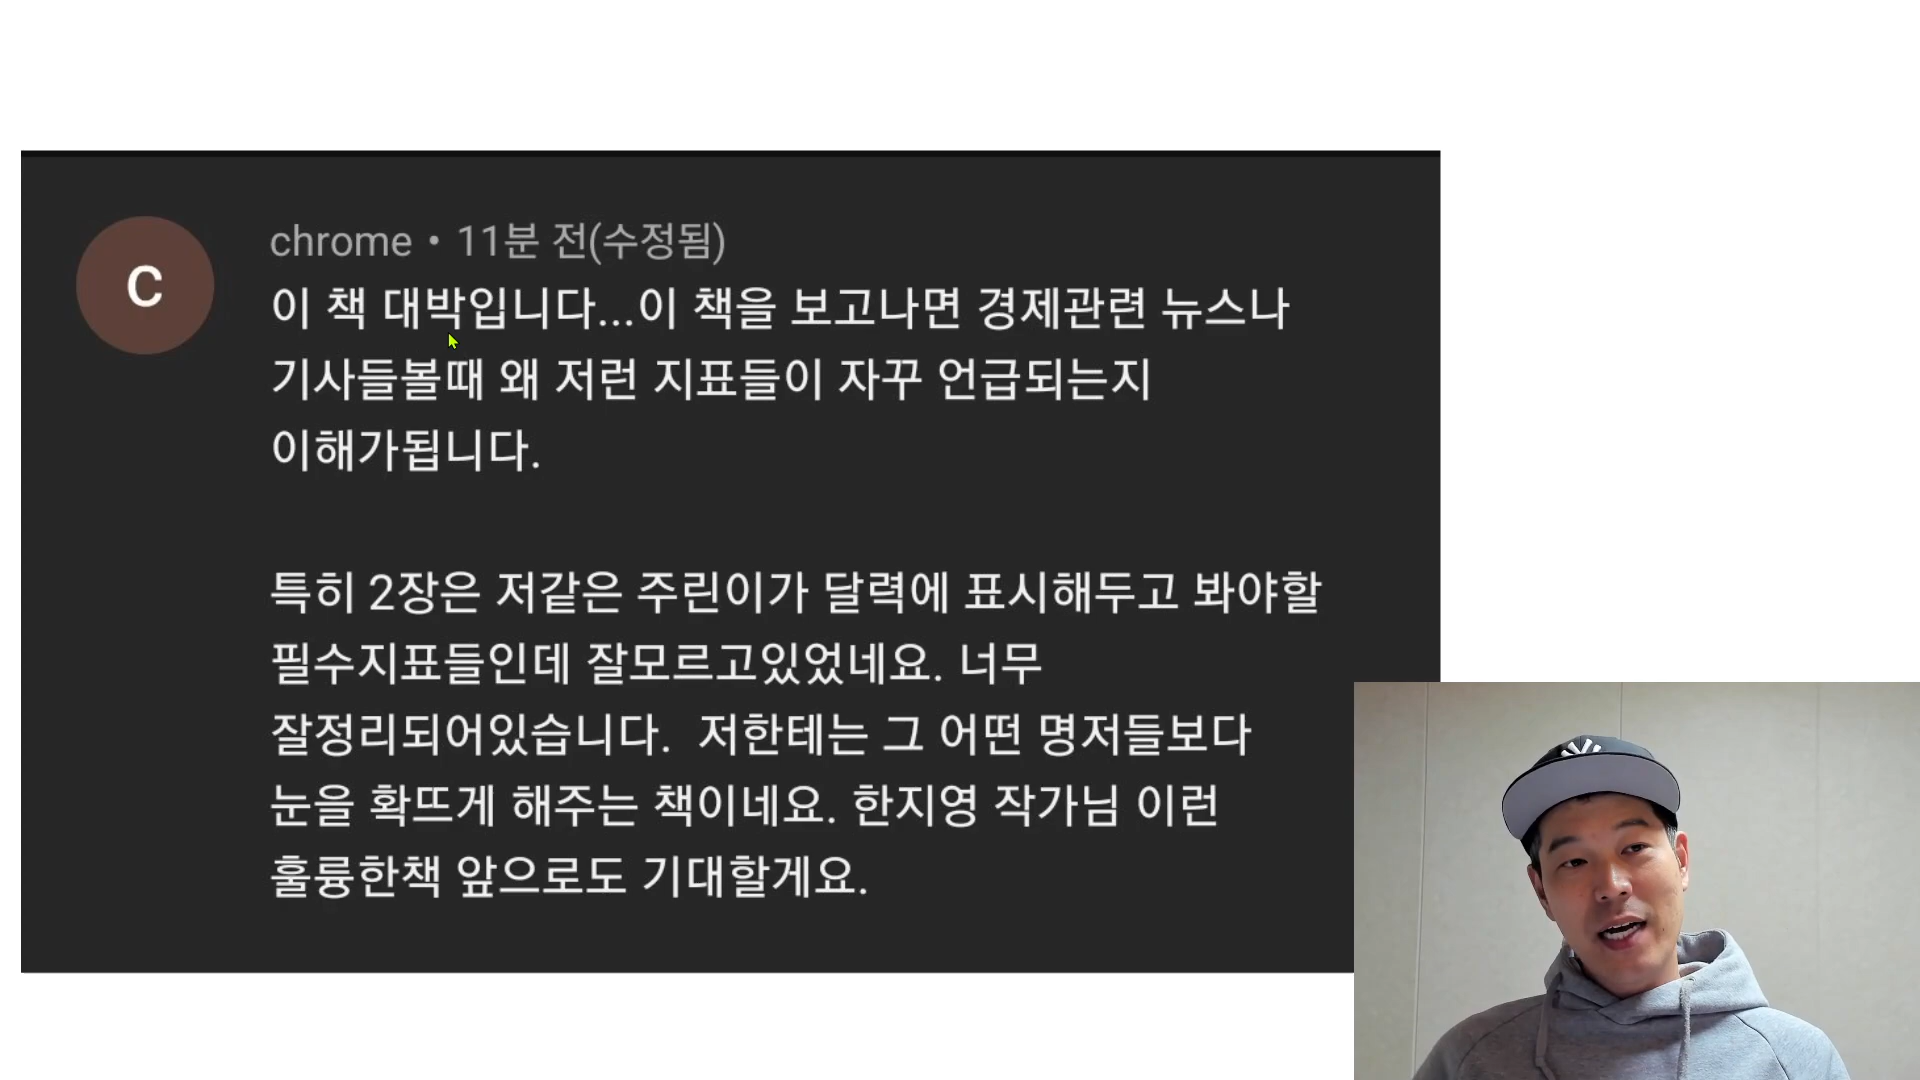 C
chrome • 11분 전(수정됨)
이 책 대박입니다...이 책을 보고나면 경제관련 뉴스나
기사들볼때 왜 저런 지표들이 자꾸 언급되는지
이해가됩니다.
특히 2장은 저같은 주린이가 달력에 표시해두고 봐야할
필수지표들인데 잘모르고있었네요. 너무
잘정리되어있습니다. 저한테는 그 어떤 명저들보다
눈을 확뜨게 해주는 책이네요. 한지영 작가님 이런
훌륭한책 앞으로도 기대할게요.